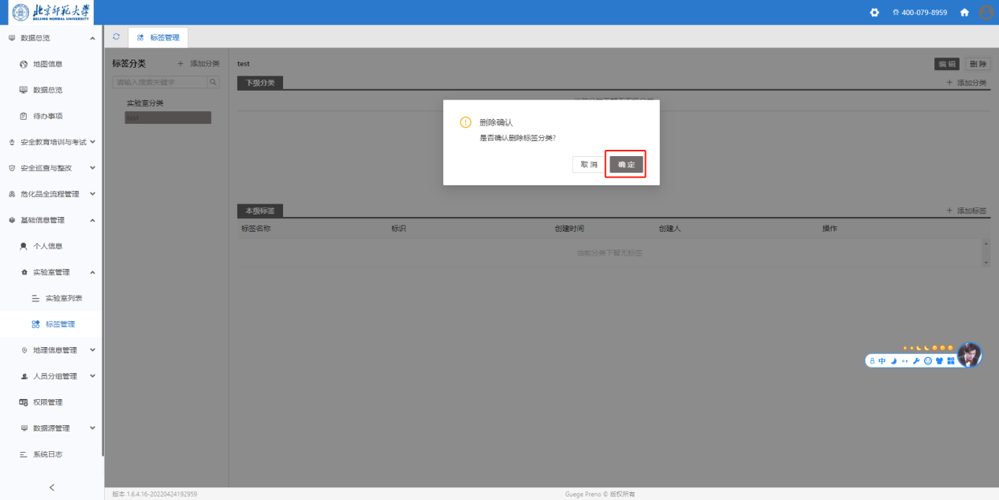 北京师范大学
BEIJING NORMAL UNIVERSITY
400-079-8959
数据总览
地图信息
数据总览
待办事项
安全教育培训与考试
安全巡查与整改
危化品全流程管理
基础信息管理
个人信息
实验室管理
实验室列表
标签管理
地理信息管理
人员分组管理
权限管理
数据源管理
系统日志
标签管理
标签分类
+ 添加分类
请输入搜索关键字
实验室分类
test
test
编 辑
删 除
下级分类
+ 添加分类
删除确认
是否确认删除标签分类?
取 消
确 定
本级标签
+ 添加标签
标签名称 标识 创建时间 创建人 操作
当前分类下暂无标签
中
版本 1.6.4.16-20220424192959
Guege Preno © 版权所有